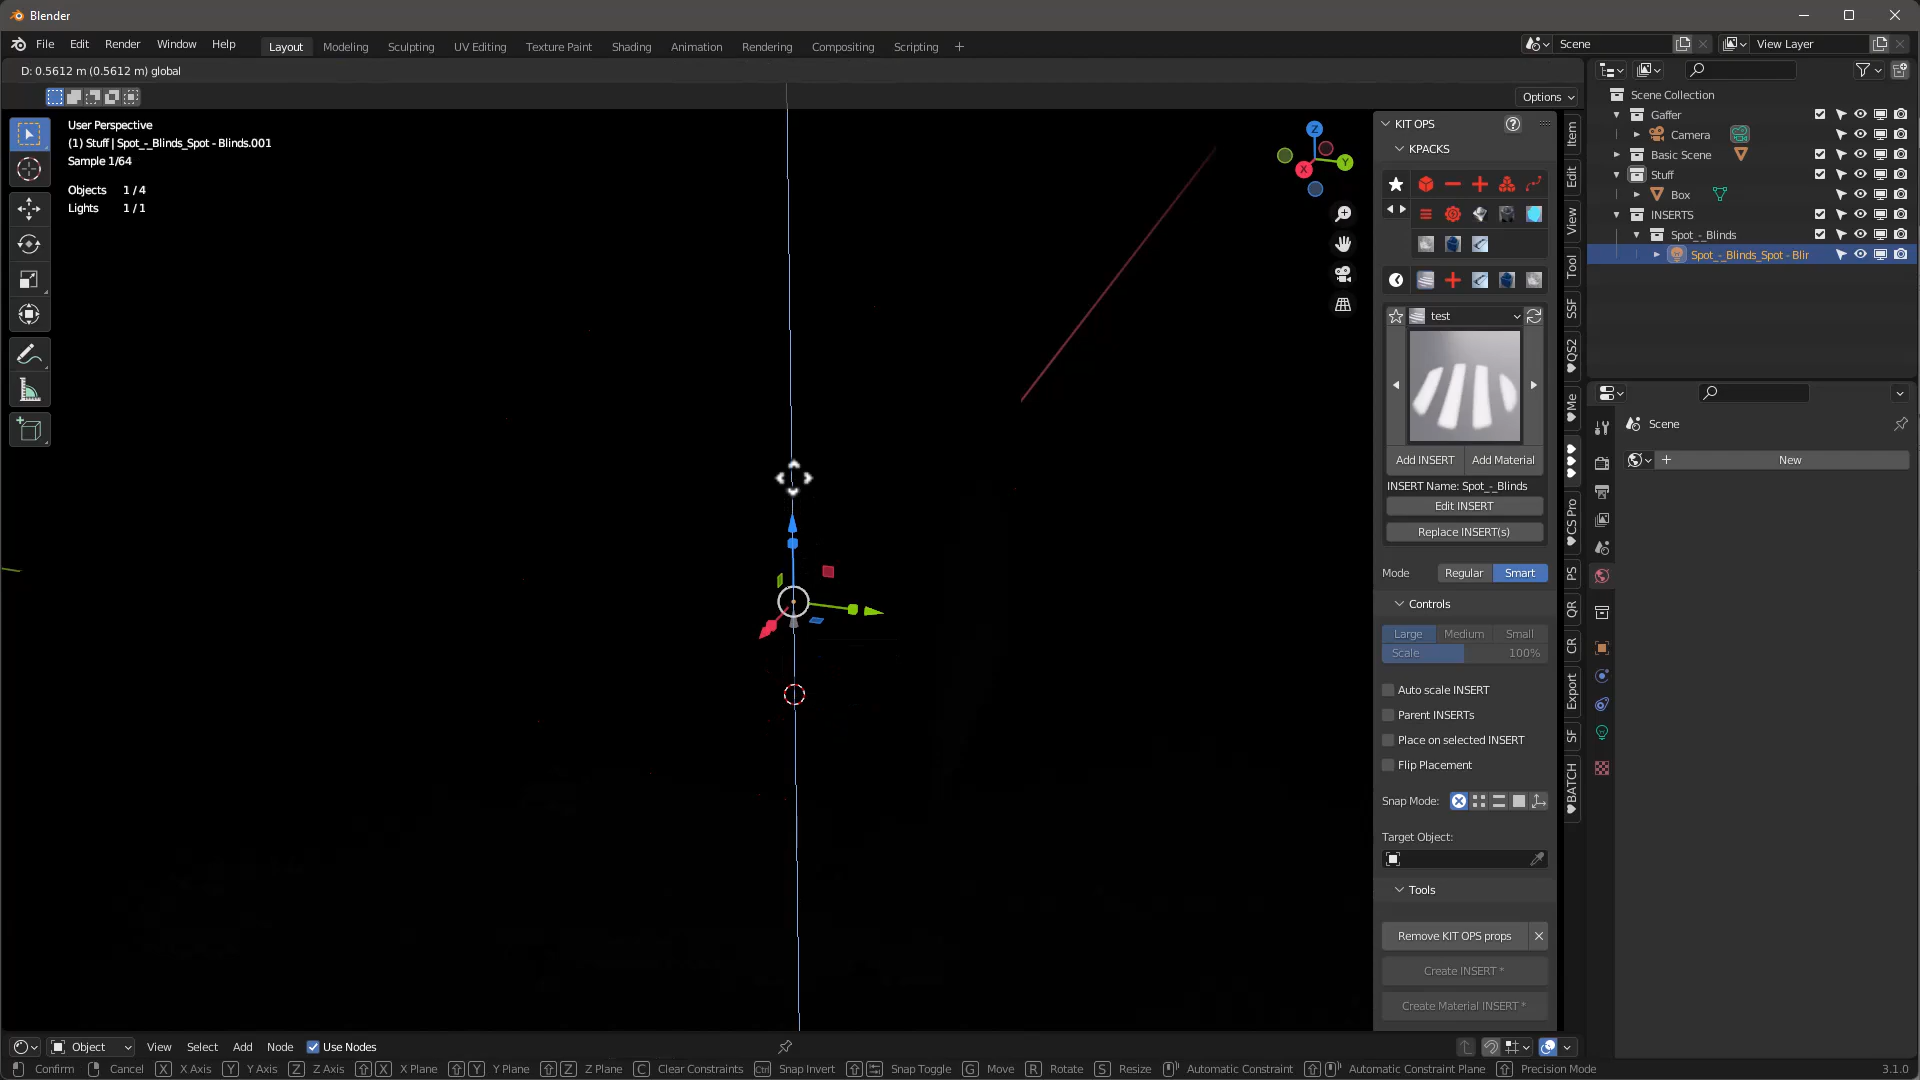 Blender
File Edit Render Window Help Layout Modeling Sculpting UV Editing Texture Paint Shading Animation Rendering Compositing Scripting Scene View Layer
D: 0.5612 m (0.5612 m) global
Options
User Perspective
(1) Stuff | Spot_-_Blinds_Spot - Blinds.001
Sample 1/64
Objects 1 / 4
Lights 1 / 1
Z
Y
X
KIT OPS
KPACKS
test
Add INSERT Add Material
INSERT Name: Spot_-_Blinds
Edit INSERT
Replace INSERT(s)
Mode Regular Smart
Controls
Large Medium Small
Scale 100%
Auto scale INSERT
Parent INSERTs
Place on selected INSERT
Flip Placement
Snap Mode:
Target Object:
Tools
Remove KIT OPS props
Create INSERT *
Create Material INSERT *
Item
Edit
View
Tool
SSF
QS2
Me
CS Pro
PS
QR
CR
Export
SF
BATCH
Scene Collection
Gaffer
Camera
Basic Scene
Stuff
Box
INSERTS
Spot_-_Blinds
Spot_-_Blinds_Spot - Blir
Scene
New
Object View Select Add Object Node Use Nodes
Confirm Cancel X X Axis Y Y Axis Z Z Axis X X Plane Y Y Plane Z Z Plane C Clear Constraints Ctrl Snap Invert Snap Toggle G Move R Rotate S Resize Automatic Constraint Automatic Constraint Plane Precision Mode 3.1.0